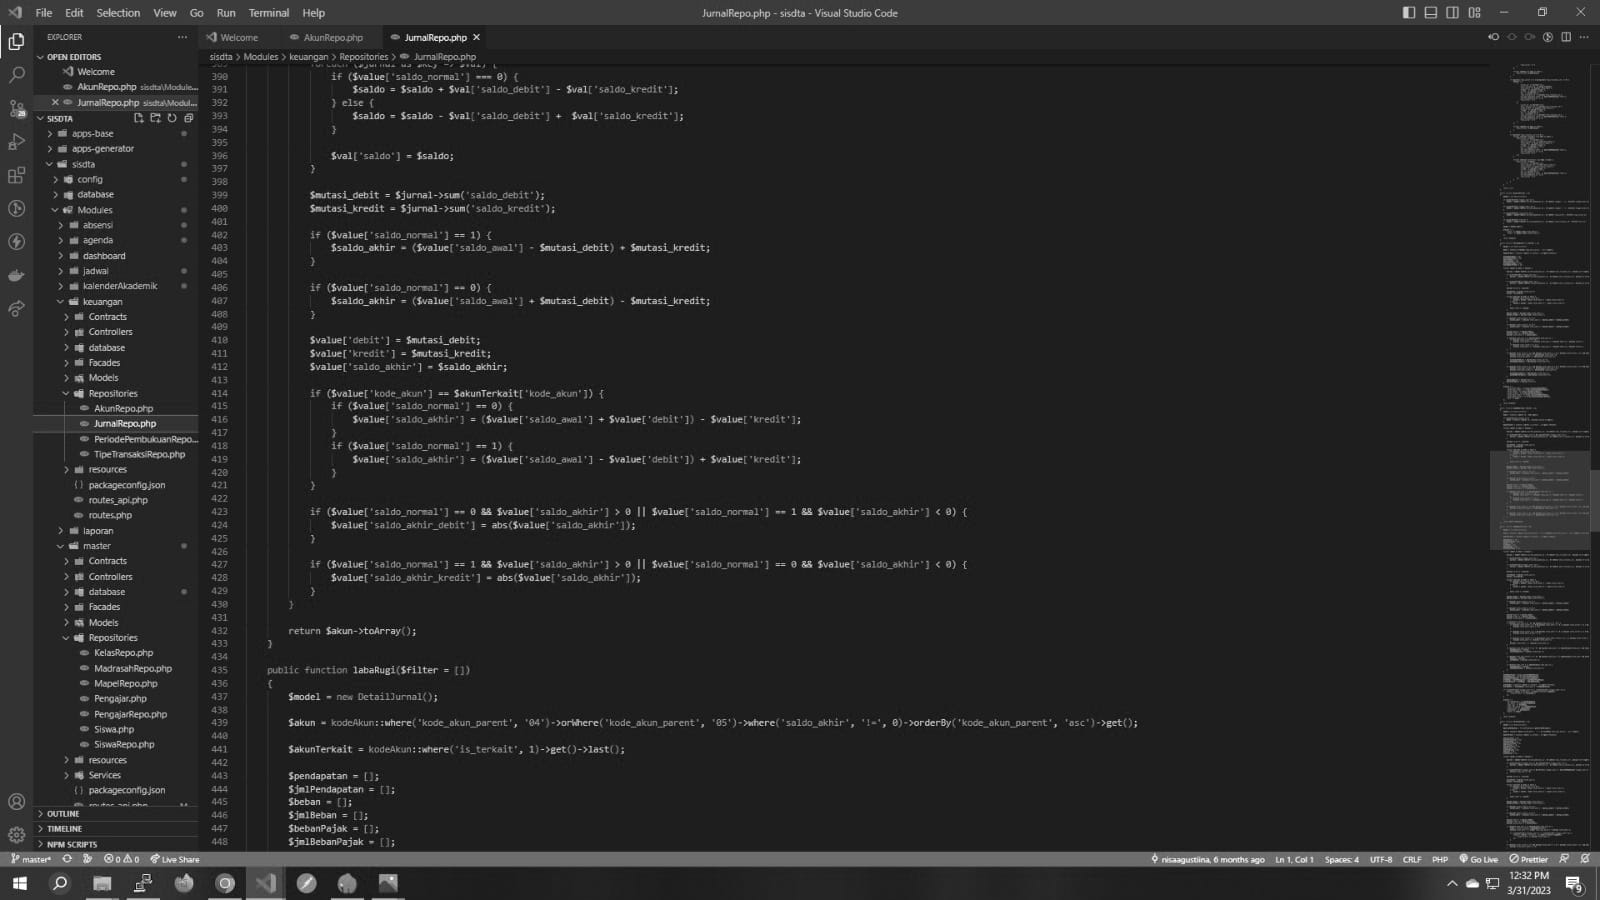 File Edit Selection View Go Run Terminal Help
JurnalRepo.php - sisdta - Visual Studio Code
EXPLORER
OPEN EDITORS
Welcome
AkunRepo.php sisdta\Module...
JurnalRepo.php sisdta\Modul...
SISDTA
apps-base
apps-generator
sisdta
config
database
Modules
absensi
agenda
dashboard
jadwal
kalenderAkademik
keuangan
Contracts
Controllers
database
Facades
Models
Repositories
AkunRepo.php
JurnalRepo.php
PeriodePembukuanRepo...
TipeTransaksiRepo.php
resources
{} packageconfig.json
routes_api.php
routes.php
laporan
master
Contracts
Controllers
database
Facades
Models
Repositories
KelasRepo.php
MadrasahRepo.php
MapelRepo.php
Pengajar.php
PengajarRepo.php
Siswa.php
SiswaRepo.php
resources
Services
{} packageconfig.json
routes_api.php M
OUTLINE
TIMELINE
NPM SCRIPTS
28
Welcome AkunRepo.php JurnalRepo.php
sisdta > Modules > keuangan > Repositories > JurnalRepo.php
389 foreach ($jurnal as $key => $val) {
390 if ($value['saldo_normal'] === 0) {
391 $saldo = $saldo + $val['saldo_debit'] - $val['saldo_kredit'];
392 } else {
393 $saldo = $saldo - $val['saldo_debit'] + $val['saldo_kredit'];
394 }
395
396 $val['saldo'] = $saldo;
397 }
398
399 $mutasi_debit = $jurnal->sum('saldo_debit');
400 $mutasi_kredit = $jurnal->sum('saldo_kredit');
401
402 if ($value['saldo_normal'] == 1) {
403 $saldo_akhir = ($value['saldo_awal'] - $mutasi_debit) + $mutasi_kredit;
404 }
405
406 if ($value['saldo_normal'] == 0) {
407 $saldo_akhir = ($value['saldo_awal'] + $mutasi_debit) - $mutasi_kredit;
408 }
409
410 $value['debit'] = $mutasi_debit;
411 $value['kredit'] = $mutasi_kredit;
412 $value['saldo_akhir'] = $saldo_akhir;
413
414 if ($value['kode_akun'] == $akunTerkait['kode_akun']) {
415 if ($value['saldo_normal'] == 0) {
416 $value['saldo_akhir'] = ($value['saldo_awal'] + $value['debit']) - $value['kredit'];
417 }
418 if ($value['saldo_normal'] == 1) {
419 $value['saldo_akhir'] = ($value['saldo_awal'] - $value['debit']) + $value['kredit'];
420 }
421 }
422
423 if ($value['saldo_normal'] == 0 && $value['saldo_akhir'] > 0 || $value['saldo_normal'] == 1 && $value['saldo_akhir'] < 0) {
424 $value['saldo_akhir_debit'] = abs($value['saldo_akhir']);
425 }
426
427 if ($value['saldo_normal'] == 1 && $value['saldo_akhir'] > 0 || $value['saldo_normal'] == 0 && $value['saldo_akhir'] < 0) {
428 $value['saldo_akhir_kredit'] = abs($value['saldo_akhir']);
429 }
430 }
431
432 return $akun->toArray();
433 }
434
435 public function labaRugi($filter = [])
436 {
437 $model = new DetailJurnal();
438
439 $akun = kodeAkun::where('kode_akun_parent', '04')->orWhere('kode_akun_parent', '05')->where('saldo_akhir', '!=', 0)->orderBy('kode_akun_parent', 'asc')->get();
440
441 $akunTerkait = kodeAkun::where('is_terkait', 1)->get()->last();
442
443 $pendapatan = [];
444 $jmlPendapatan = [];
445 $beban = [];
446 $jmlBeban = [];
447 $bebanPajak = [];
448 $jmlBebanPajak = [];
master* 0 0 Live Share
nisaagustiina, 6 months ago Ln 1, Col 1 Spaces: 4 UTF-8 CRLF PHP Go Live Prettier
12:32 PM
3/31/2023
9